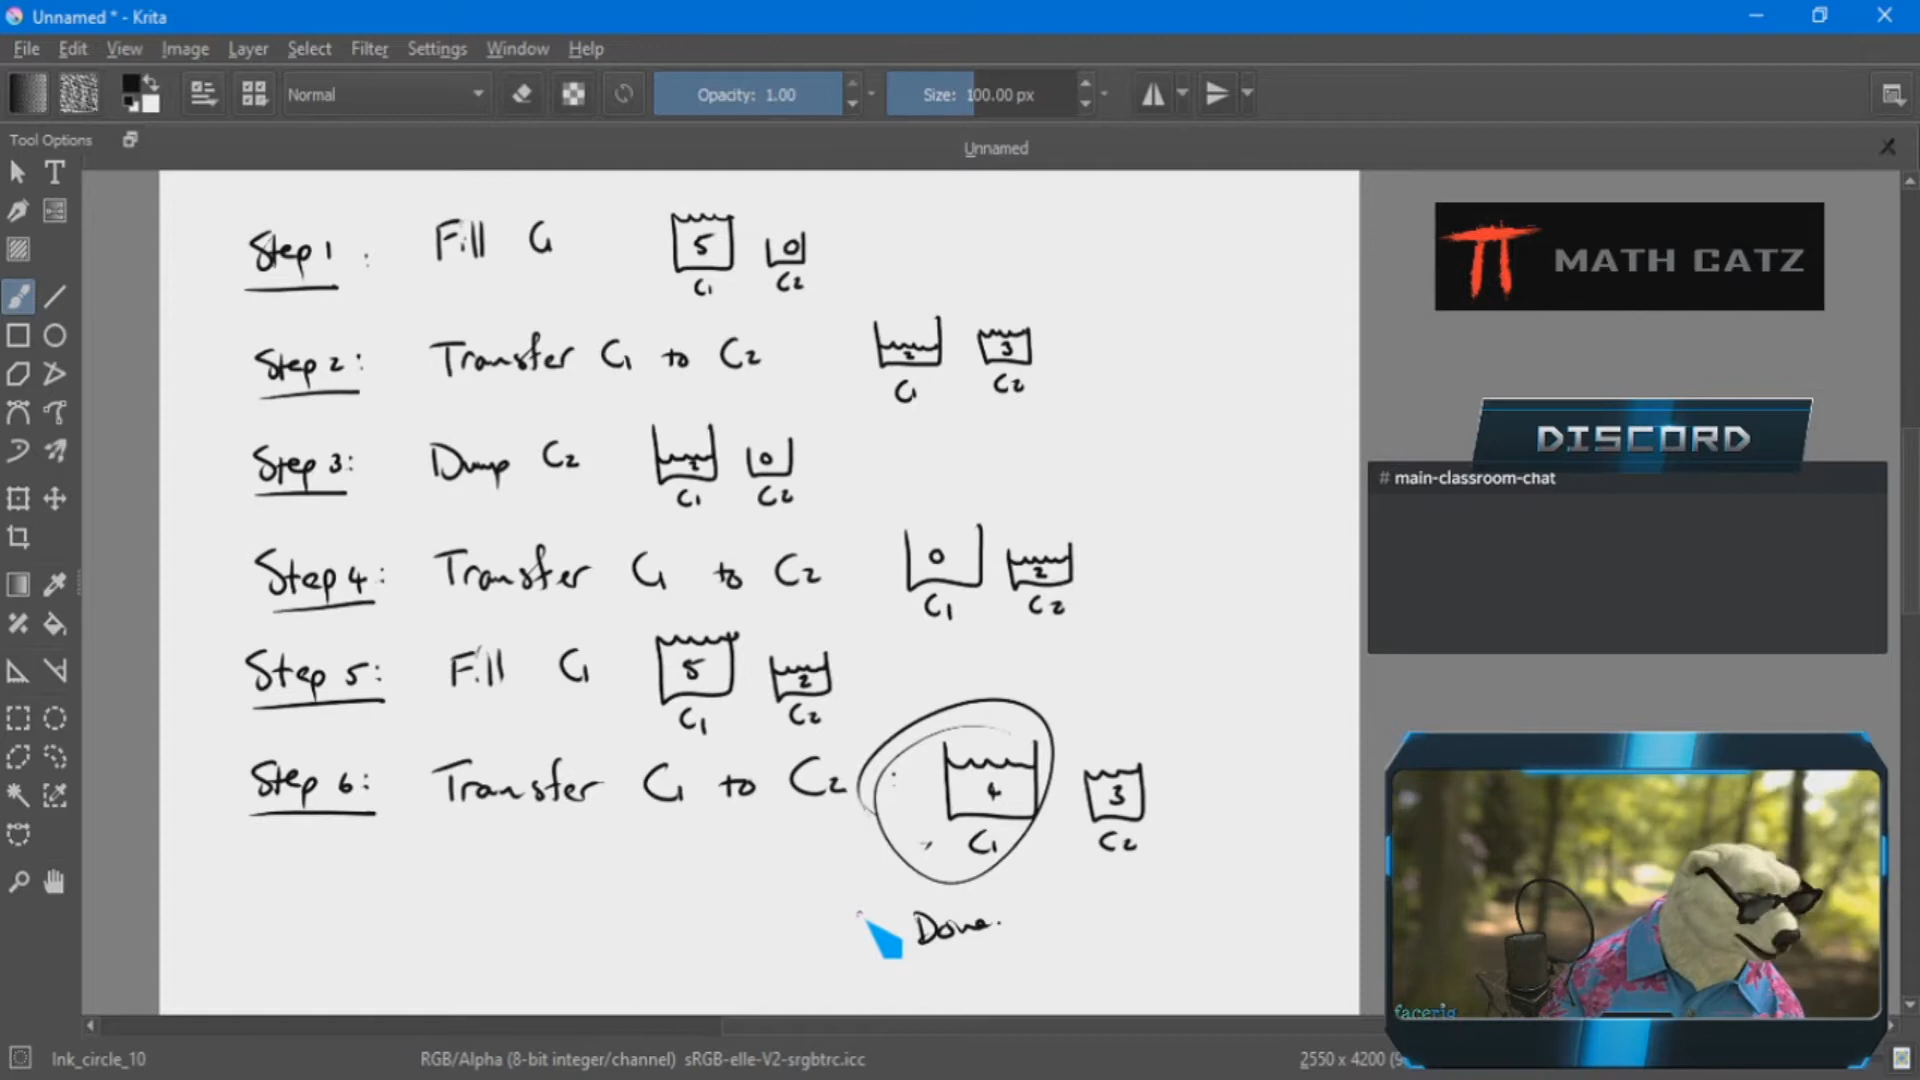 Unnamed * - Krita
File Edit View Image Layer Select Filter Settings Window Help
Normal
Opacity: 1.00
Size: 100.00 px
Tool Options
Unnamed
Step 1 : Fill C1 5 0
C1 C2
Step 2: Transfer C1 to C2 2 3
C1 C2
Step 3: Dump C2 2 0
C1 C2
Step 4: Transfer C1 to C2 0 2
C1 C2
Step 5: Fill C1 5 2
C1 C2
Step 6: Transfer C1 to C2 4 3
C1 C2
Done.
MATH CATZ
DISCORD
# main-classroom-chat
facerig
Ink_circle_10
RGB/Alpha (8-bit integer/channel) sRGB-elle-V2-srgbtrc.icc
2550 x 4200